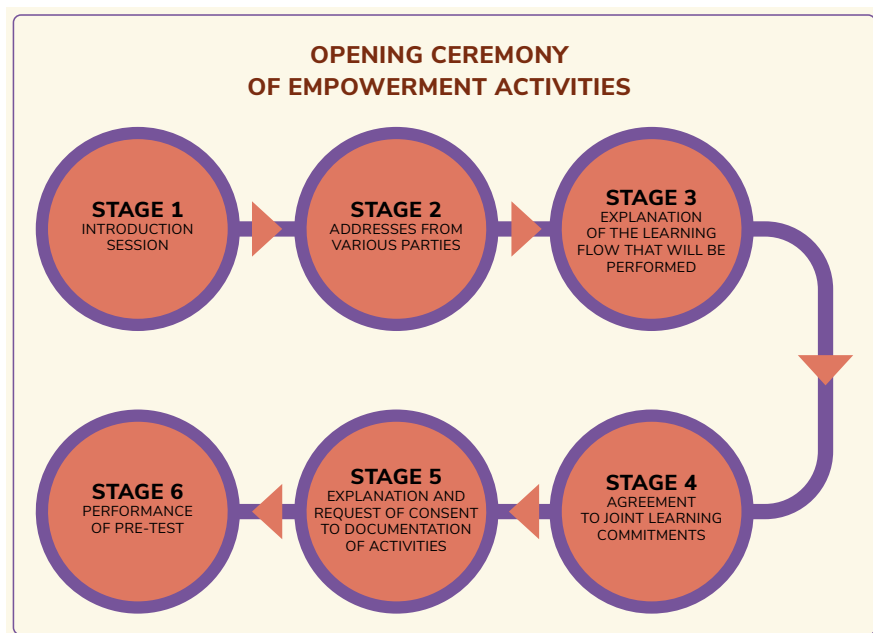 OPENING CEREMONY
OF EMPOWERMENT ACTIVITIES
STAGE 1
INTRODUCTION
SESSION
STAGE 2
ADDRESSES FROM
VARIOUS PARTIES
STAGE 3
EXPLANATION
OF THE LEARNING
FLOW THAT WILL BE
PERFORMED
STAGE 4
AGREEMENT
TO JOINT LEARNING
COMMITMENTS
STAGE 5
EXPLANATION AND
REQUEST OF CONSENT
TO DOCUMENTATION
OF ACTIVITIES
STAGE 6
PERFORMANCE
OF PRE-TEST